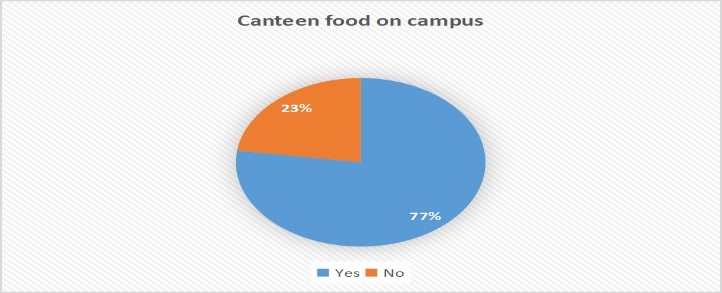 Canteen food on campus
23%
77%
Yes No